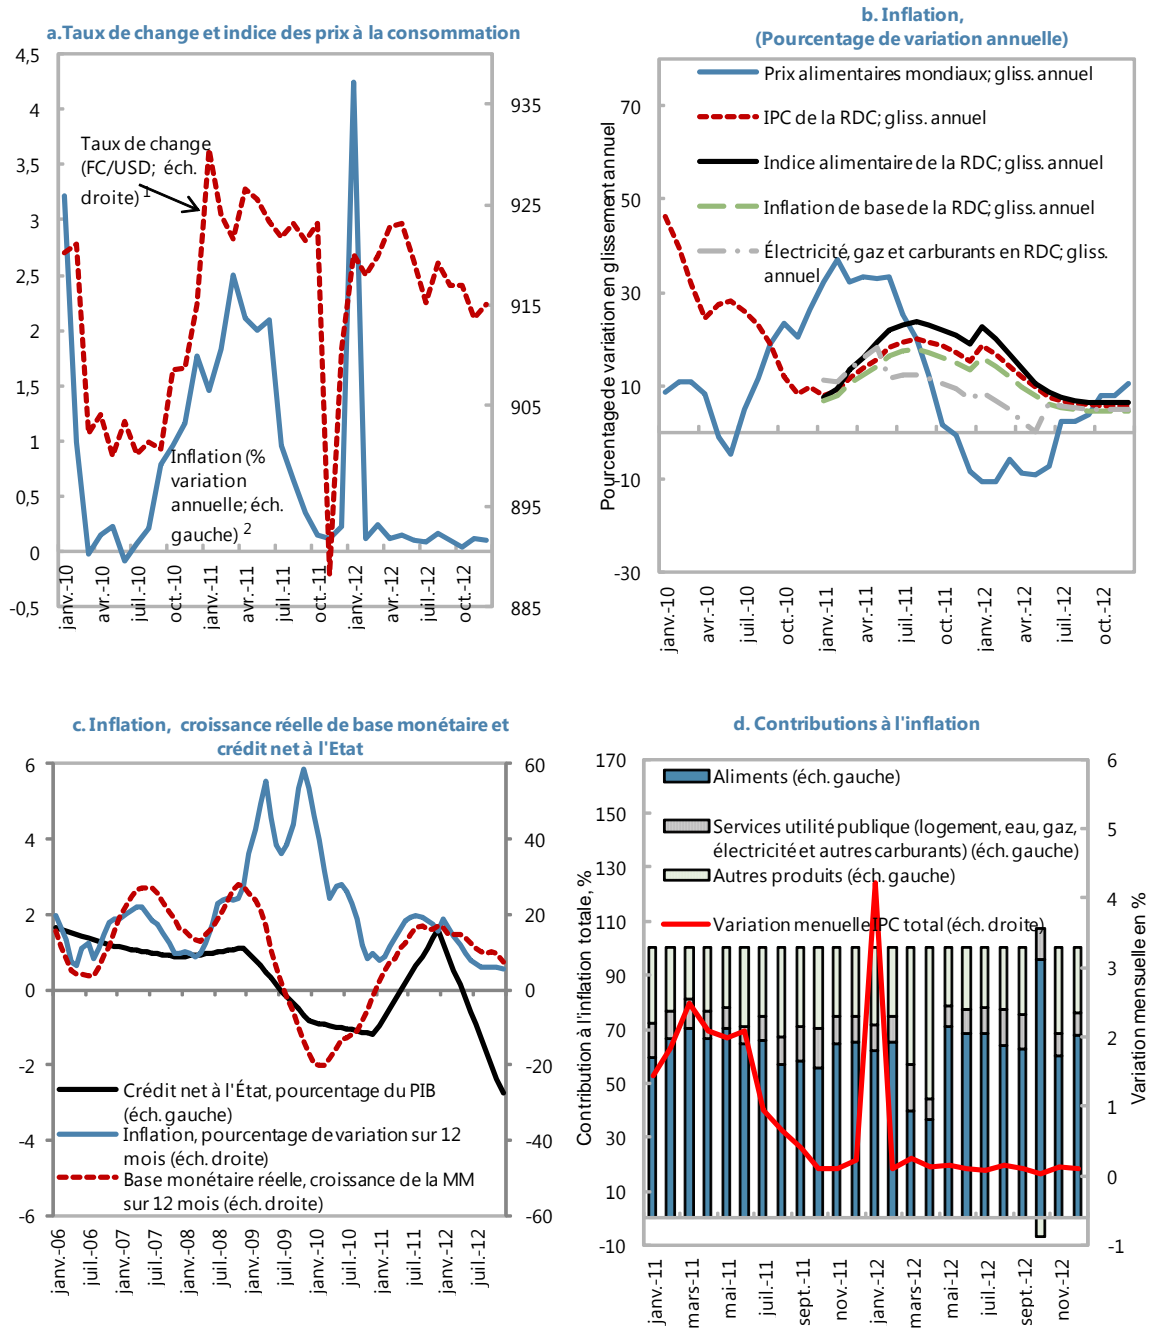 a.Taux de change et indice des prix à la consommation
4,5
4
3,5
3
2,5
2
1,5
1
0,5
0
-0,5
935
925
915
905
895
885
Taux de change
(FC/USD; éch.
droite) 1
Inflation (%
variation
annuelle; éch.
gauche) 2
janv.-10
avr.-10
juil.-10
oct.-10
janv.-11
avr.-11
juil.-11
oct.-11
janv.-12
avr.-12
juil.-12
oct.-12
b. Inflation,
(Pourcentage de variation annuelle)
Pourcentage de variation en glissement annuel
70
50
30
10
-10
-30
Prix alimentaires mondiaux; gliss. annuel
IPC de la RDC; gliss. annuel
Indice alimentaire de la RDC; gliss. annuel
Inflation de base de la RDC; gliss. annuel
Électricité, gaz et carburants en RDC; gliss.
annuel
janv.-10
avr.-10
juil.-10
oct.-10
janv.-11
avr.-11
juil.-11
oct.-11
janv.-12
avr.-12
juil.-12
oct.-12
c. Inflation, croissance réelle de base monétaire et
crédit net à l'Etat
6
4
2
0
-2
-4
-6
60
40
20
0
-20
-40
-60
Crédit net à l'État, pourcentage du PIB
(éch. gauche)
Inflation, pourcentage de variation sur 12
mois (éch. droite)
Base monétaire réelle, croissance de la MM
sur 12 mois (éch. droite)
janv.-06
juil.-06
janv.-07
juil.-07
janv.-08
juil.-08
janv.-09
juil.-09
janv.-10
juil.-10
janv.-11
juil.-11
janv.-12
juil.-12
d. Contributions à l'inflation
Contribution à l'inflation totale, %
170
150
130
110
90
70
50
30
10
-10
6
5
4
3
2
1
0
-1
Variation mensuelle en %
Aliments (éch. gauche)
Services utilité publique (logement, eau, gaz,
électricité et autres carburants) (éch. gauche)
Autres produits (éch. gauche)
Variation menuelle IPC total (éch. droite)
janv.-11
mars-11
mai-11
juil.-11
sept.-11
nov.-11
janv.-12
mars-12
mai-12
juil.-12
sept.-12
nov.-12